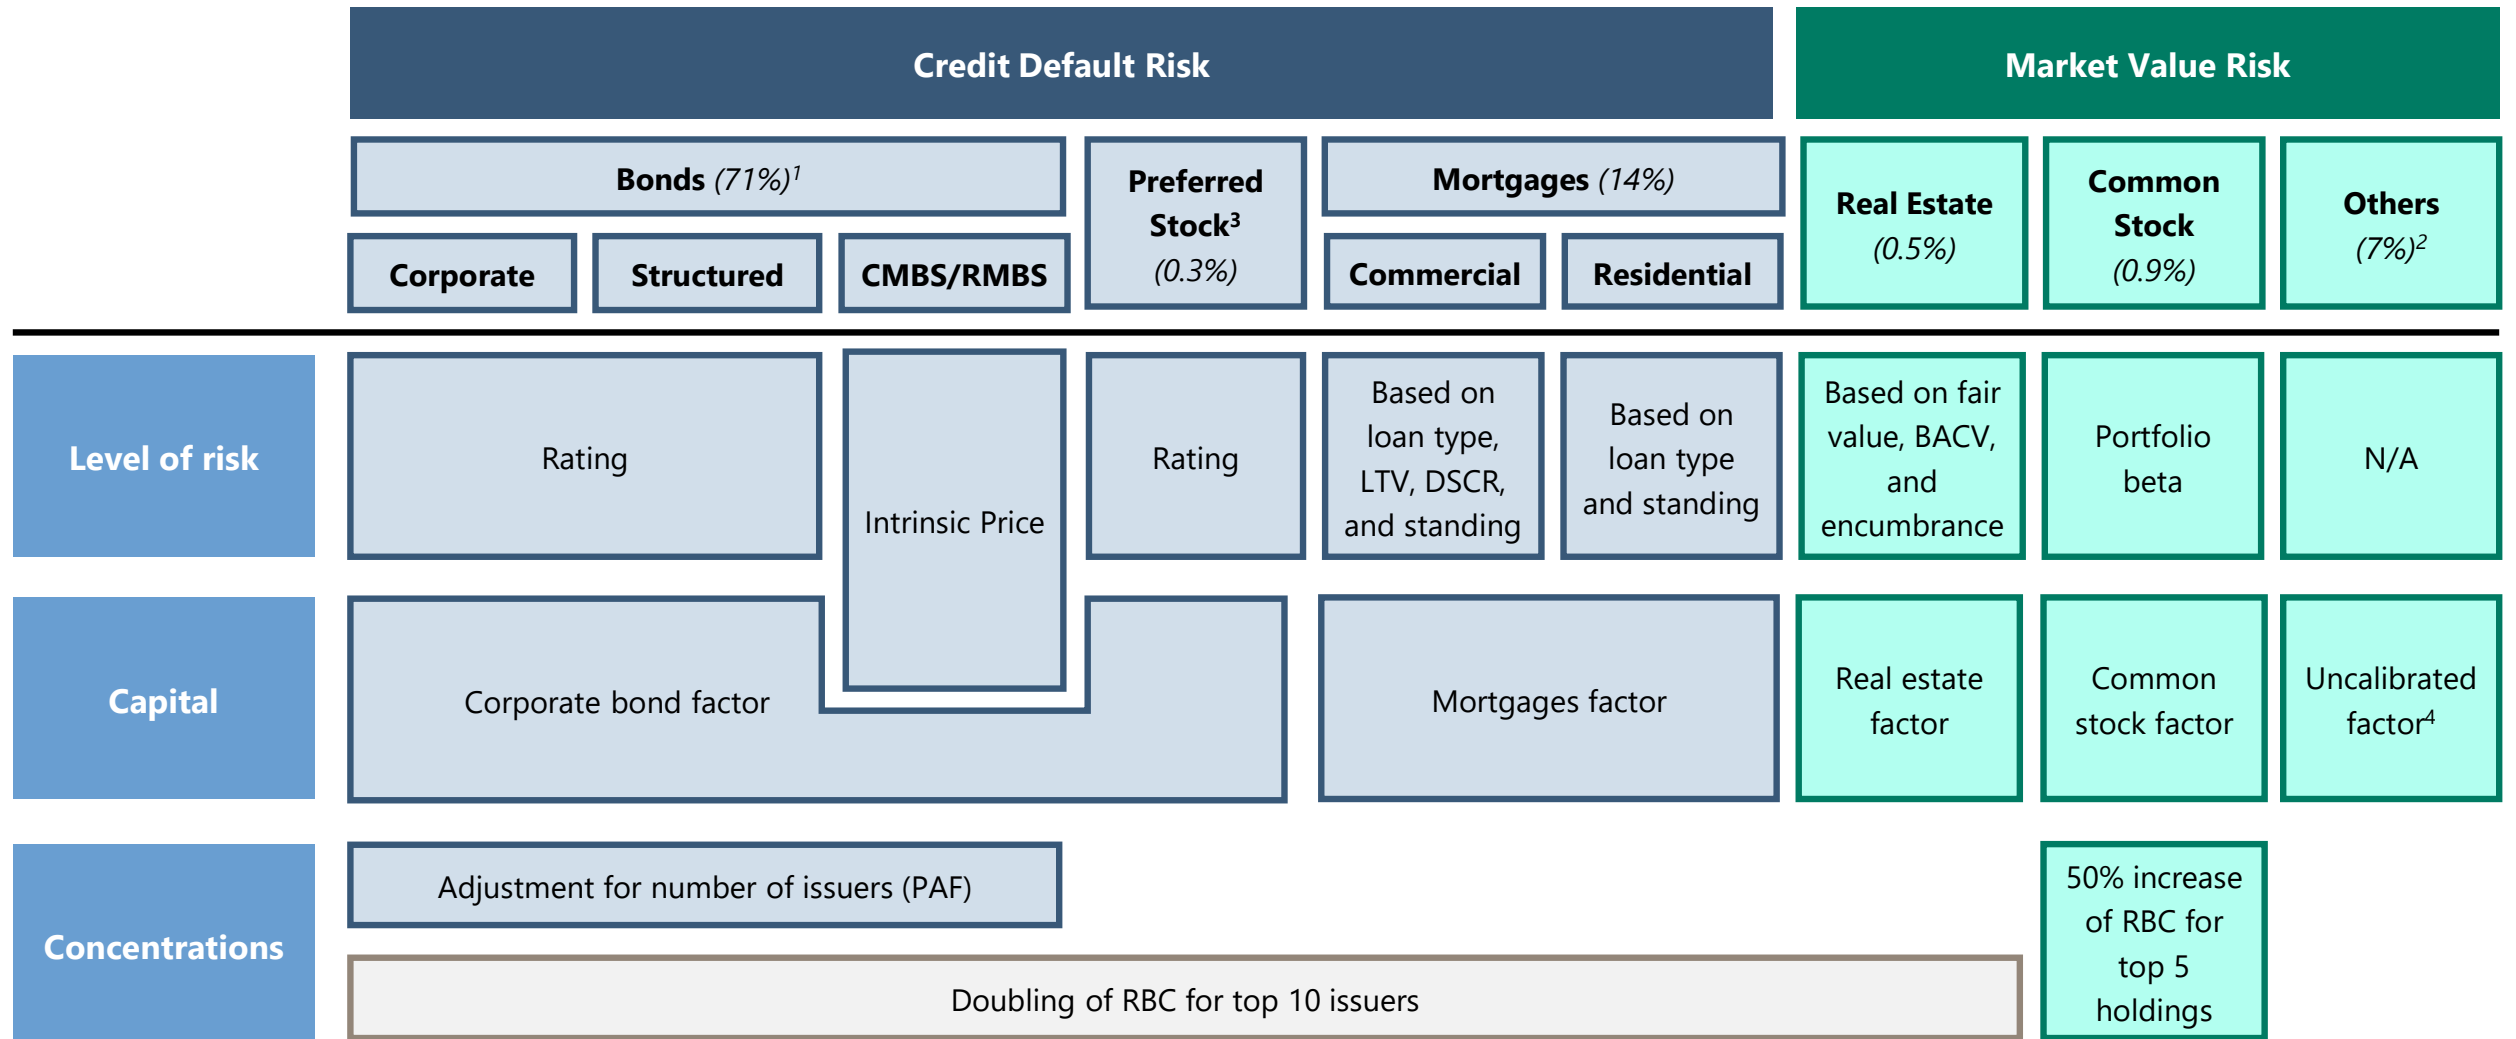 Credit Default Risk
Market Value Risk
Bonds (71%)¹
Preferred
Stock³
(0.3%)
Mortgages (14%)
Real Estate
(0.5%)
Common
Stock
(0.9%)
Others
(7%)²
Corporate
Structured
CMBS/RMBS
Commercial
Residential
Level of risk
Rating
Intrinsic Price
Rating
Based on
loan type,
LTV, DSCR,
and standing
Based on
loan type
and standing
Based on fair
value, BACV,
and
encumbrance
Portfolio
beta
N/A
Capital
Corporate bond factor
Mortgages factor
Real estate
factor
Common
stock factor
Uncalibrated
factor⁴
Concentrations
Adjustment for number of issuers (PAF)
Doubling of RBC for top 10 issuers
50% increase
of RBC for
top 5
holdings